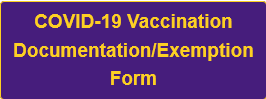 COVID-19 Vaccination
Documentation/Exemption
Form